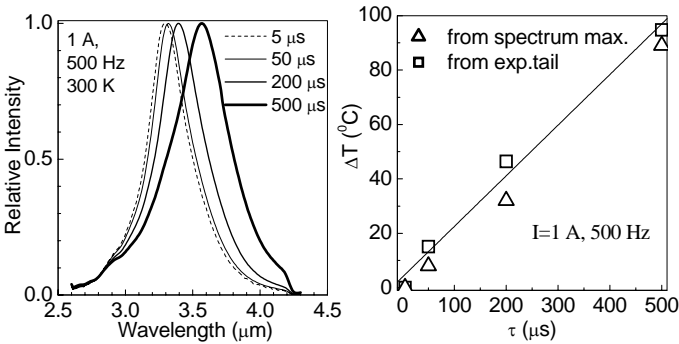 1.0
0.5
0.0
2.5 3.0 3.5 4.0 4.5
Relative Intensity
Wavelength (μm)
1 A,
500 Hz
300 K
5 μs
50 μs
200 μs
500 μs
100
80
60
40
20
0
0 100 200 300 400 500
ΔT (⁰C)
τ (μs)
from spectrum max.
from exp.tail
I=1 A, 500 Hz